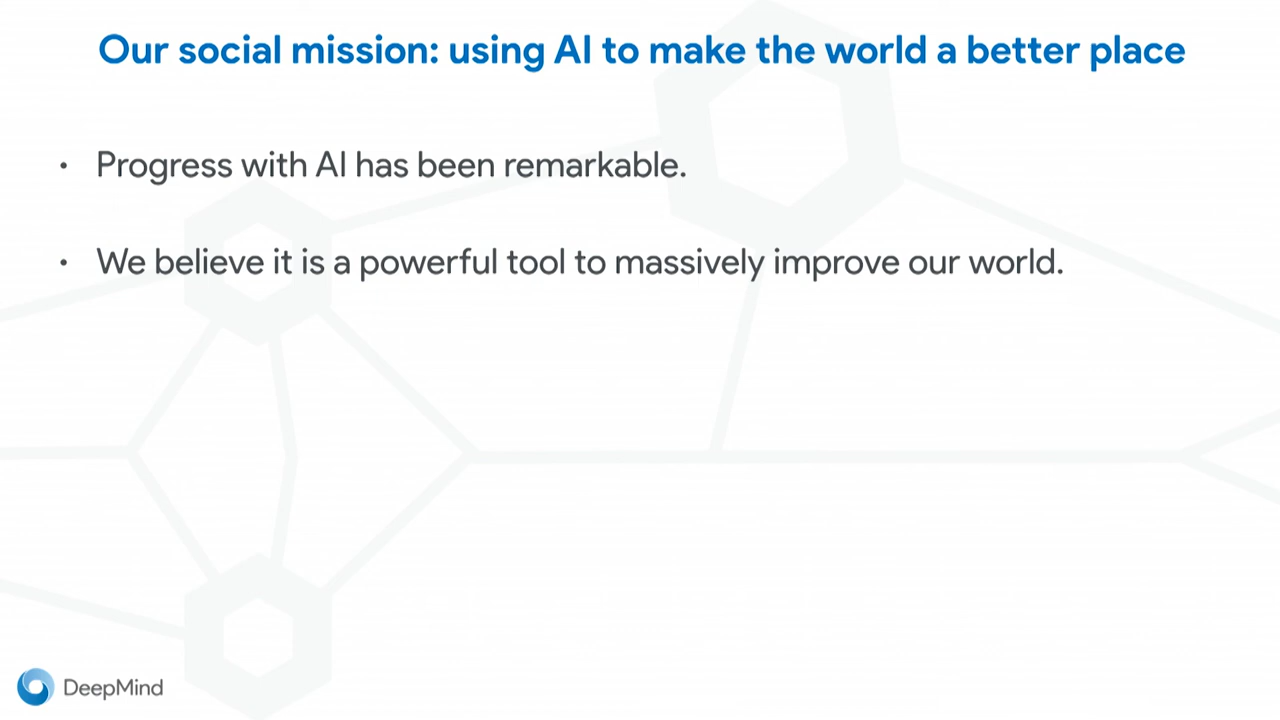 Our social mission: using AI to make the world a better place
• Progress with AI has been remarkable.
• We believe it is a powerful tool to massively improve our world.
DeepMind